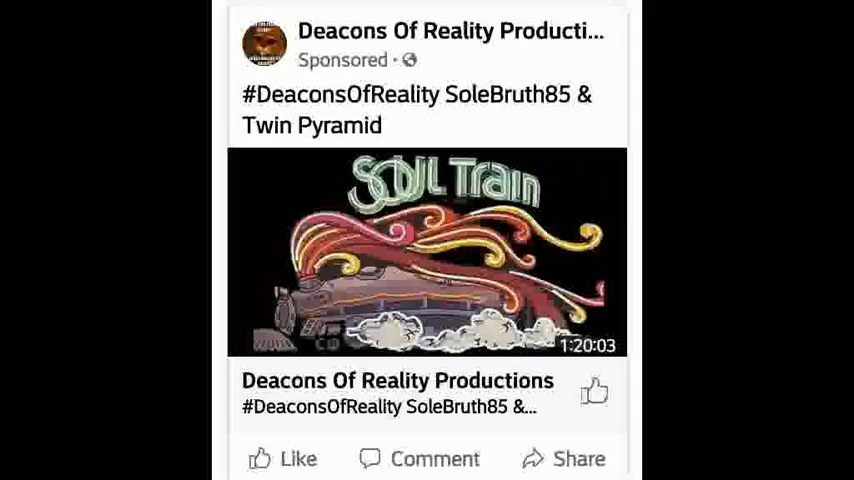 Deacons Of Reality Producti...
Sponsored ·
#DeaconsOfReality SoleBruth85 &
Twin Pyramid
SOUL Train
1:20:03
Deacons Of Reality Productions
#DeaconsOfReality SoleBruth85 &...
Like Comment Share